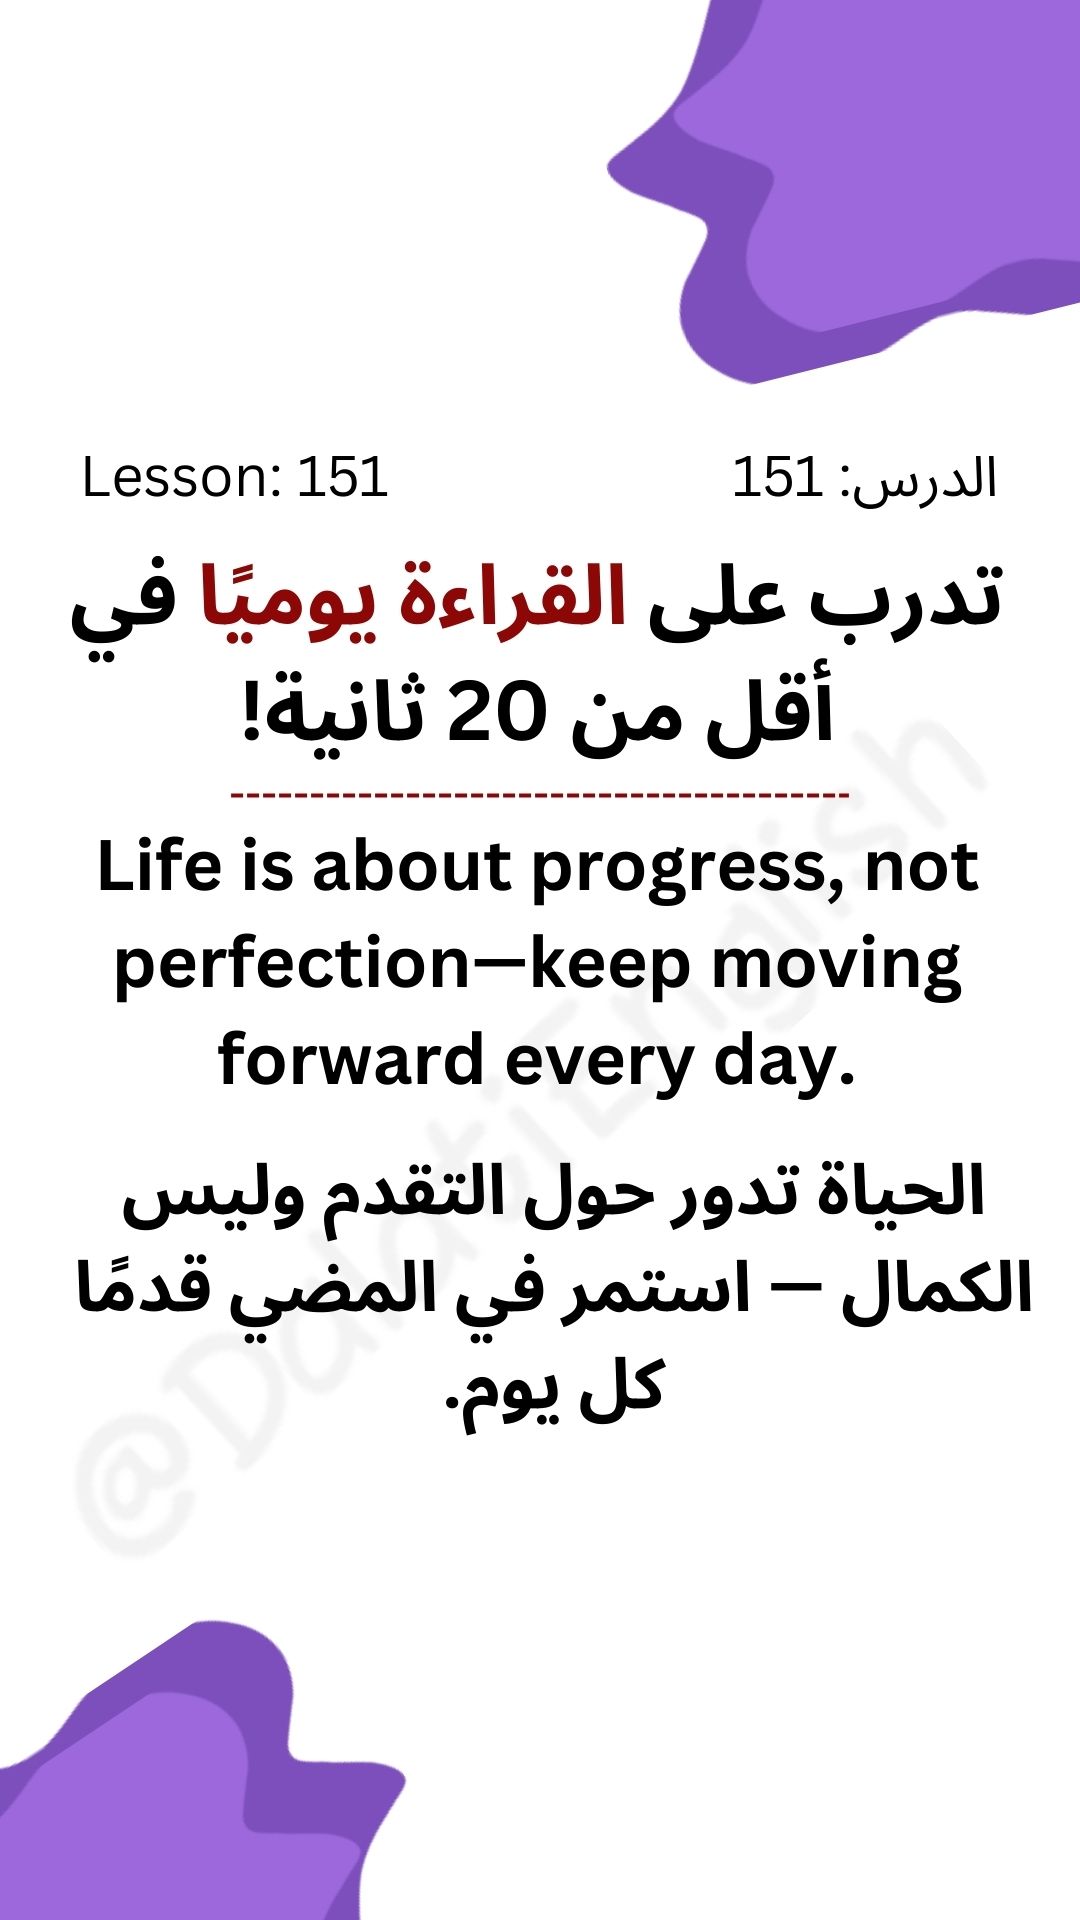 Lesson: 151
الدرس: 151
تدرب على القراءة يوميًا في
أقل من 20 ثانية!
Life is about progress, not
perfection—keep moving
forward every day.
الحياة تدور حول التقدم وليس
الكمال — استمر في المضي قدمًا
كل يوم.
@DadatiEnglish